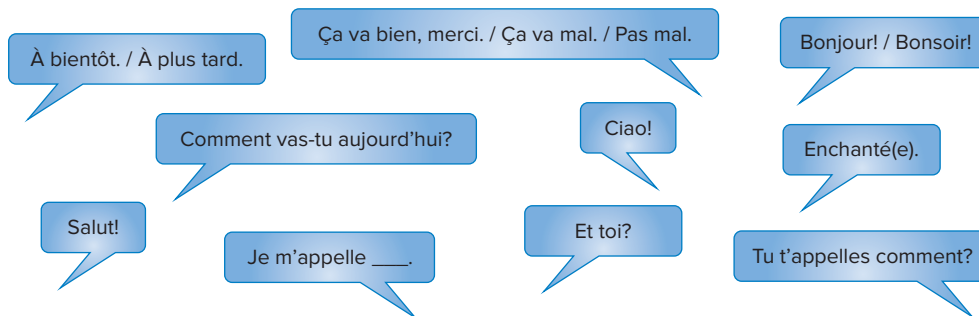 Ça va bien, merci. / Ça va mal. / Pas mal.
Bonjour! / Bonsoir!
À bientôt. / À plus tard.
Ciao!
Comment vas-tu aujourd’hui?
Enchanté(e).
Salut!
Et toi?
Je m’appelle ___.
Tu t’appelles comment?